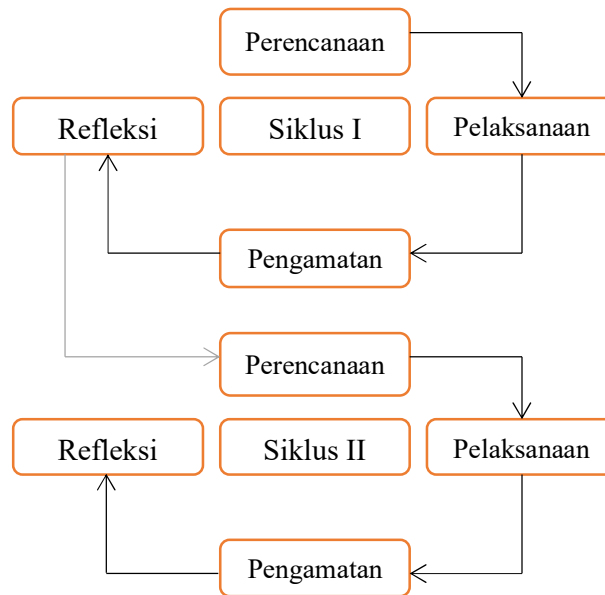 Perencanaan
Refleksi
Siklus I
Pelaksanaan
Pengamatan
Perencanaan
Refleksi
Siklus II
Pelaksanaan
Pengamatan